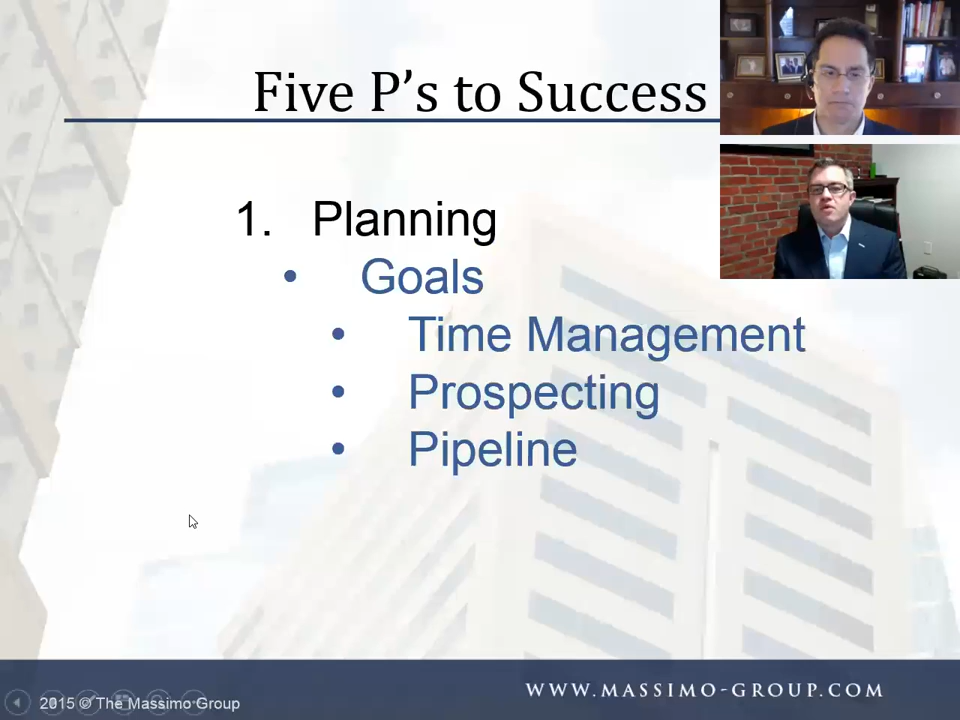 Five P's to Success
1. Planning
• Goals
• Time Management
• Prospecting
• Pipeline
2015 © The Massimo Group
WWW.MASSIMO-GROUP.COM